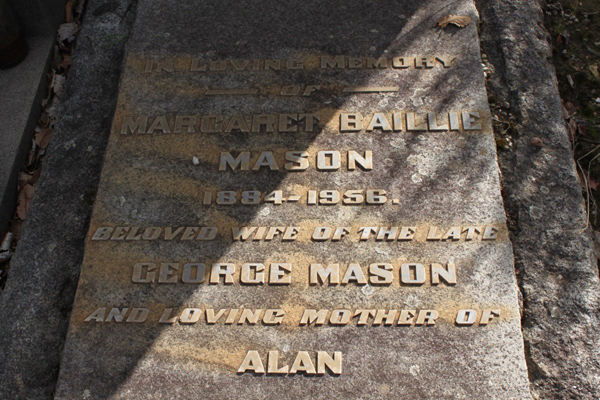 IN LOVING MEMORY
OF
MARGARET BAILLIE
MASON
1884-1956.
BELOVED WIFE OF THE LATE
GEORGE MASON
AND LOVING MOTHER OF
ALAN